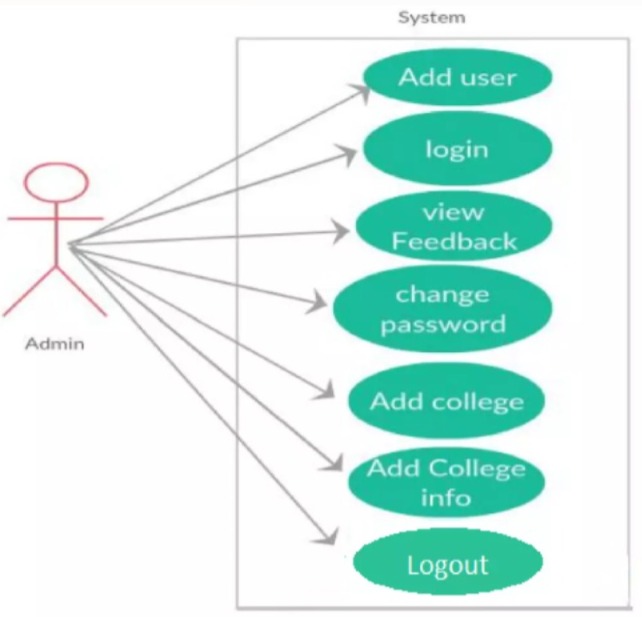 System
Add user
login
view
Feedback
change
password
Admin
Add college
Add College
info
Logout